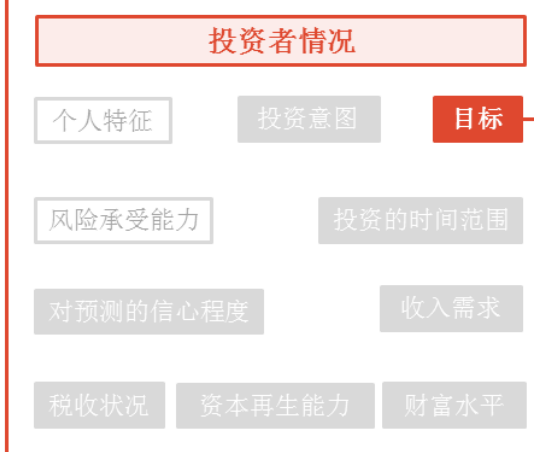 投资者情况
个人特征 投资意图 目标
风险承受能力 投资的时间范围
对预测的信心程度 收入需求
税收状况 资本再生能力 财富水平